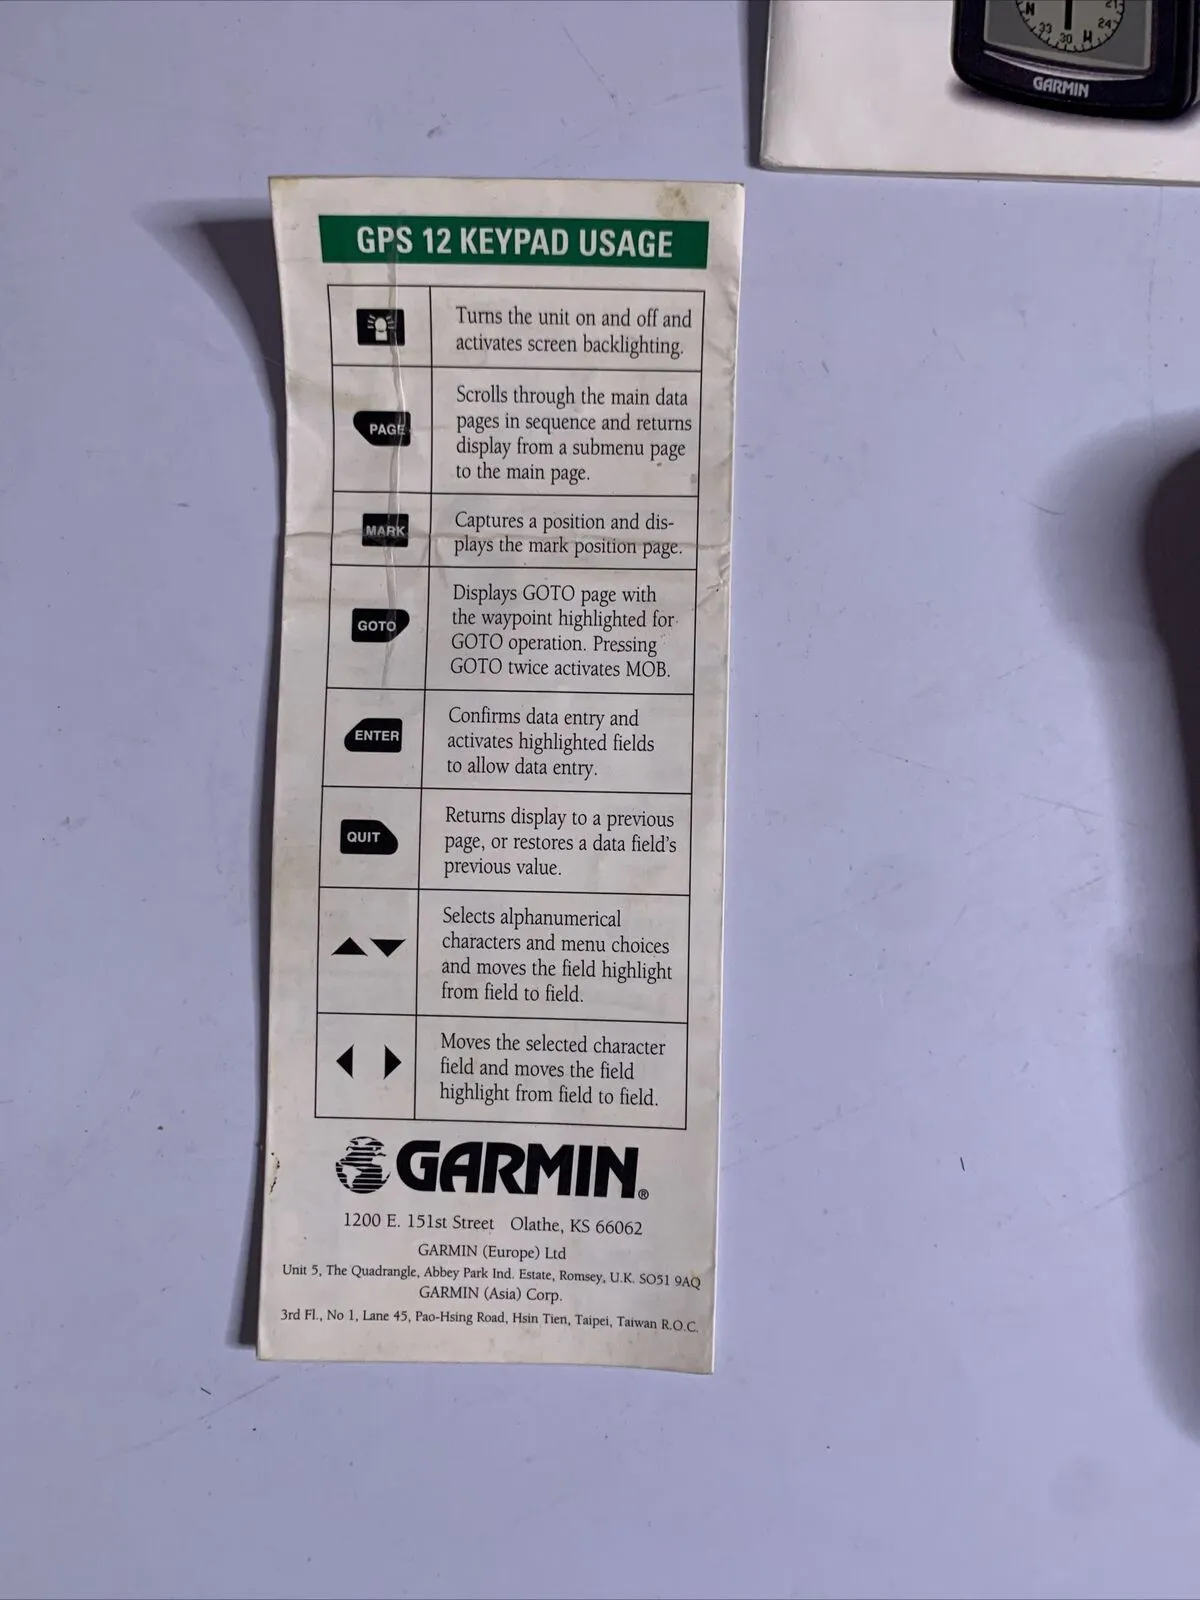 N
33
30
W
24
21
GARMIN
GPS 12 KEYPAD USAGE
Turns the unit on and off and
activates screen backlighting.
PAGE
Scrolls through the main data
pages in sequence and returns
display from a submenu page
to the main page.
MARK
Captures a position and dis-
plays the mark position page.
GOTO
Displays GOTO page with
the waypoint highlighted for
GOTO operation. Pressing
GOTO twice activates MOB.
ENTER
Confirms data entry and
activates highlighted fields
to allow data entry.
QUIT
Returns display to a previous
page, or restores a data field's
previous value.
Selects alphanumerical
characters and menu choices
and moves the field highlight
from field to field.
Moves the selected character
field and moves the field
highlight from field to field.
GARMIN®
1200 E. 151st Street Olathe, KS 66062
GARMIN (Europe) Ltd
Unit 5, The Quadrangle, Abbey Park Ind. Estate, Romsey, U.K. SO51 9AQ
GARMIN (Asia) Corp.
3rd Fl., No 1, Lane 45, Pao-Hsing Road, Hsin Tien, Taipei, Taiwan R.O.C.